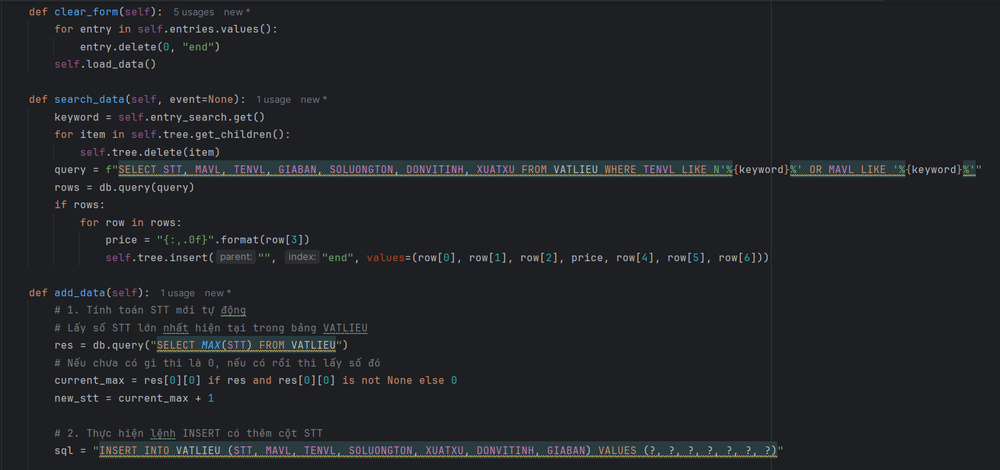 def clear_form(self): 5 usages new *
for entry in self.entries.values():
entry.delete(0, "end")
self.load_data()
def search_data(self, event=None): 1 usage new *
keyword = self.entry_search.get()
for item in self.tree.get_children():
self.tree.delete(item)
query = f"SELECT STT, MAVL, TENVL, GIABAN, SOLUONGTON, DONVITINH, XUATXU FROM VATLIEU WHERE TENVL LIKE N'%{keyword}%' OR MAVL LIKE '%{keyword}%'"
rows = db.query(query)
if rows:
for row in rows:
price = "{:,.0f}".format(row[3])
self.tree.insert( parent: "", index: "end", values=(row[0], row[1], row[2], price, row[4], row[5], row[6]))
def add_data(self): 1 usage new *
# 1. Tính toán STT mới tự động
# Lấy số STT lớn nhất hiện tại trong bảng VATLIEU
res = db.query("SELECT MAX(STT) FROM VATLIEU")
# Nếu chưa có gì thì là 0, nếu có rồi thì lấy số đó
current_max = res[0][0] if res and res[0][0] is not None else 0
new_stt = current_max + 1
# 2. Thực hiện lệnh INSERT có thêm cột STT
sql = "INSERT INTO VATLIEU (STT, MAVL, TENVL, SOLUONGTON, XUATXU, DONVITINH, GIABAN) VALUES (?, ?, ?, ?, ?, ?, ?)"